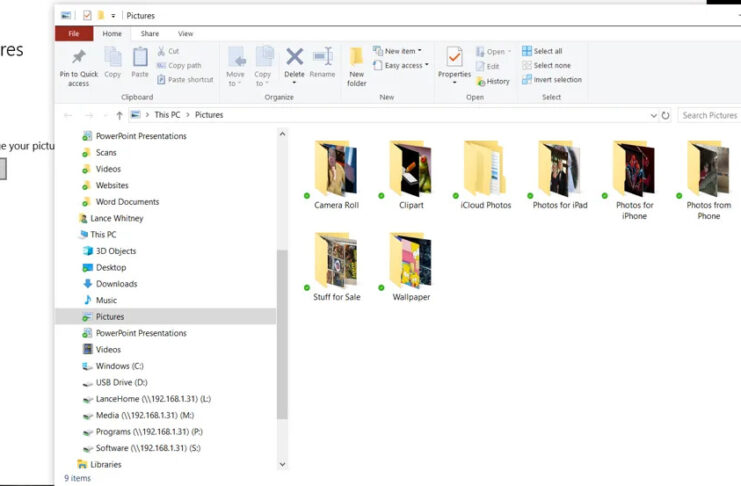 Pictures
res
e your pictu
File
Home
Share
View
Pin to Quick access
Copy
Paste
Cut
Copy path
Paste shortcut
Clipboard
Move to
Copy to
Delete
Rename
Organize
New folder
New item
Easy access
New
Properties
Open
Edit
History
Open
Select all
Select none
Invert selection
Select
This PC > Pictures
Search Pictures
PowerPoint Presentations
Scans
Videos
Websites
Word Documents
Lance Whitney
This PC
3D Objects
Desktop
Downloads
Music
Pictures
PowerPoint Presentations
Videos
Windows (C:)
USB Drive (D:)
LanceHome (\\192.168.1.31) (L:)
Media (\\192.168.1.31) (M:)
Programs (\\192.168.1.31) (P:)
Software (\\192.168.1.31) (S:)
Libraries
Camera Roll
Clipart
iCloud Photos
Photos for iPad
Photos for
iPhone
Photos from
Phone
Stuff for Sale
Wallpaper
9 items